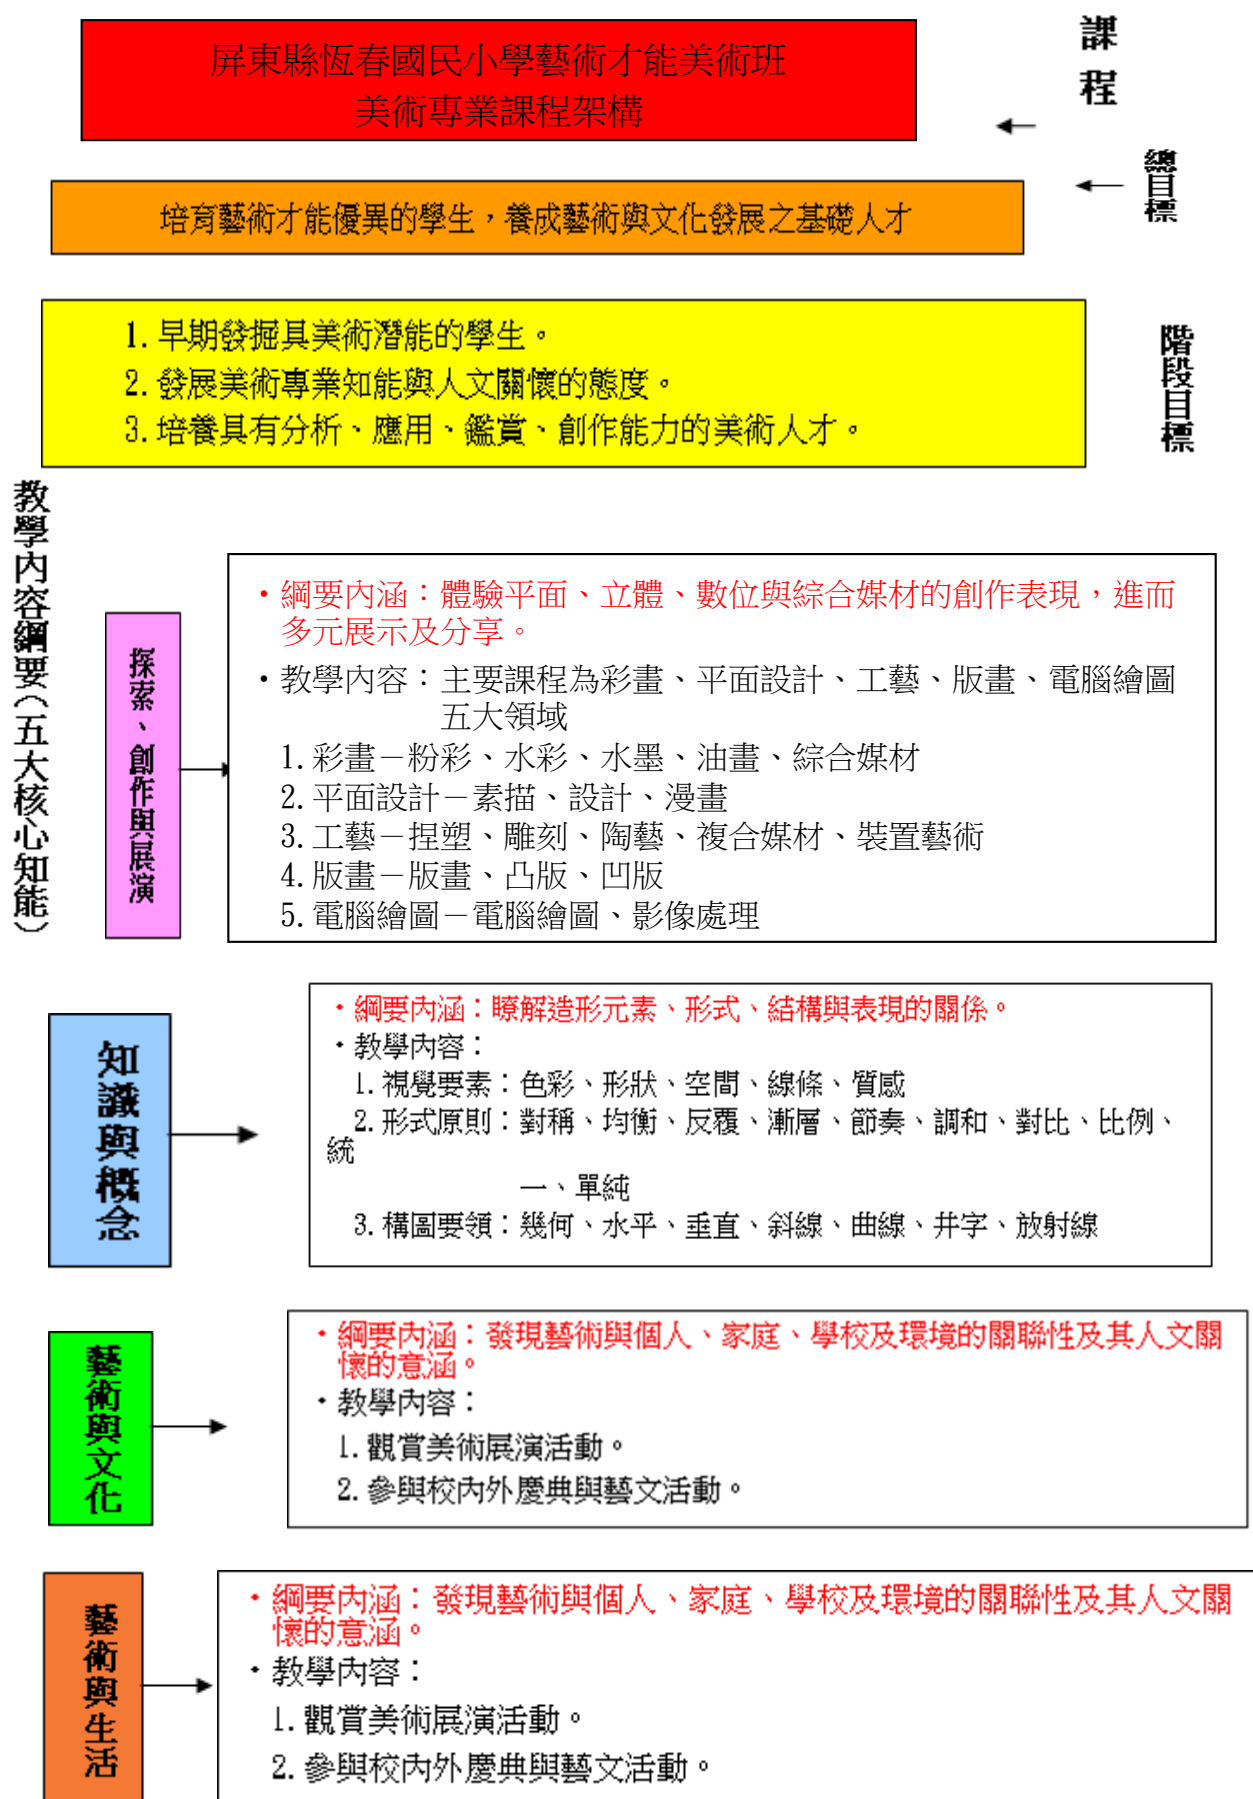 課程
屏東縣恆春國民小學藝術才能美術班
美術專業課程架構
總目標
培育藝術才能優異的學生，養成藝術與文化發展之基礎人才
階段目標
1. 早期發掘具美術潛能的學生。
2. 發展美術專業知能與人文關懷的態度。
3. 培養具有分析、應用、鑑賞、創作能力的美術人才。
教學內容綱要（五大核心知能）
探索、創作與展演
・綱要內涵：體驗平面、立體、數位與綜合媒材的創作表現，進而
多元展示及分享。
・教學內容：主要課程為彩畫、平面設計、工藝、版畫、電腦繪圖
五大領域
1. 彩畫－粉彩、水彩、水墨、油畫、綜合媒材
2. 平面設計－素描、設計、漫畫
3. 工藝－捏塑、雕刻、陶藝、複合媒材、裝置藝術
4. 版畫－版畫、凸版、凹版
5. 電腦繪圖－電腦繪圖、影像處理
知識與概念
・綱要內涵：瞭解造形元素、形式、結構與表現的關係。
・教學內容：
1. 視覺要素：色彩、形狀、空間、線條、質感
2. 形式原則：對稱、均衡、反覆、漸層、節奏、調和、對比、比例、
統
一、單純
3. 構圖要領：幾何、水平、垂直、斜線、曲線、井字、放射線
藝術與文化
・綱要內涵：發現藝術與個人、家庭、學校及環境的關聯性及其人文關
懷的意涵。
・教學內容：
1. 觀賞美術展演活動。
2. 參與校內外慶典與藝文活動。
藝術與生活
・綱要內涵：發現藝術與個人、家庭、學校及環境的關聯性及其人文關
懷的意涵。
・教學內容：
1. 觀賞美術展演活動。
2. 參與校內外慶典與藝文活動。